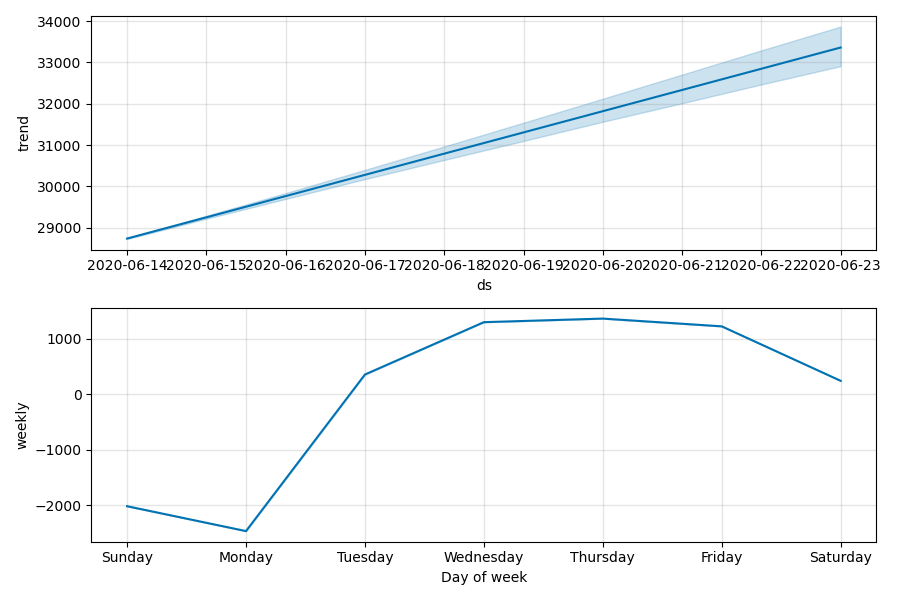 34000
33000
32000
31000
30000
29000
trend
2020-06-14 2020-06-15 2020-06-16 2020-06-17 2020-06-18 2020-06-19 2020-06-20 2020-06-21 2020-06-22 2020-06-23
ds
1000
0
−1000
−2000
weekly
Sunday Monday Tuesday Wednesday Thursday Friday Saturday
Day of week